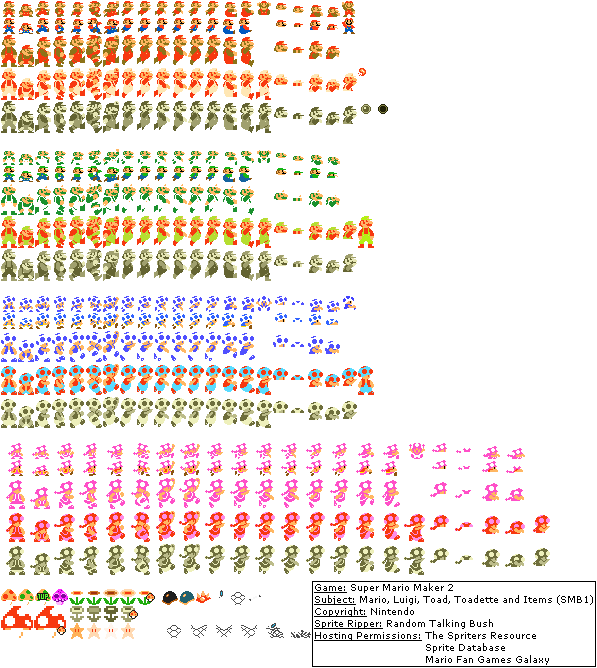 Game: Super Mario Maker 2
Subject: Mario, Luigi, Toad, Toadette and Items (SMB1)
Copyright: Nintendo
Sprite Ripper: Random Talking Bush
Hosting Permissions: The Spriters Resource
Sprite Database
Mario Fan Games Galaxy